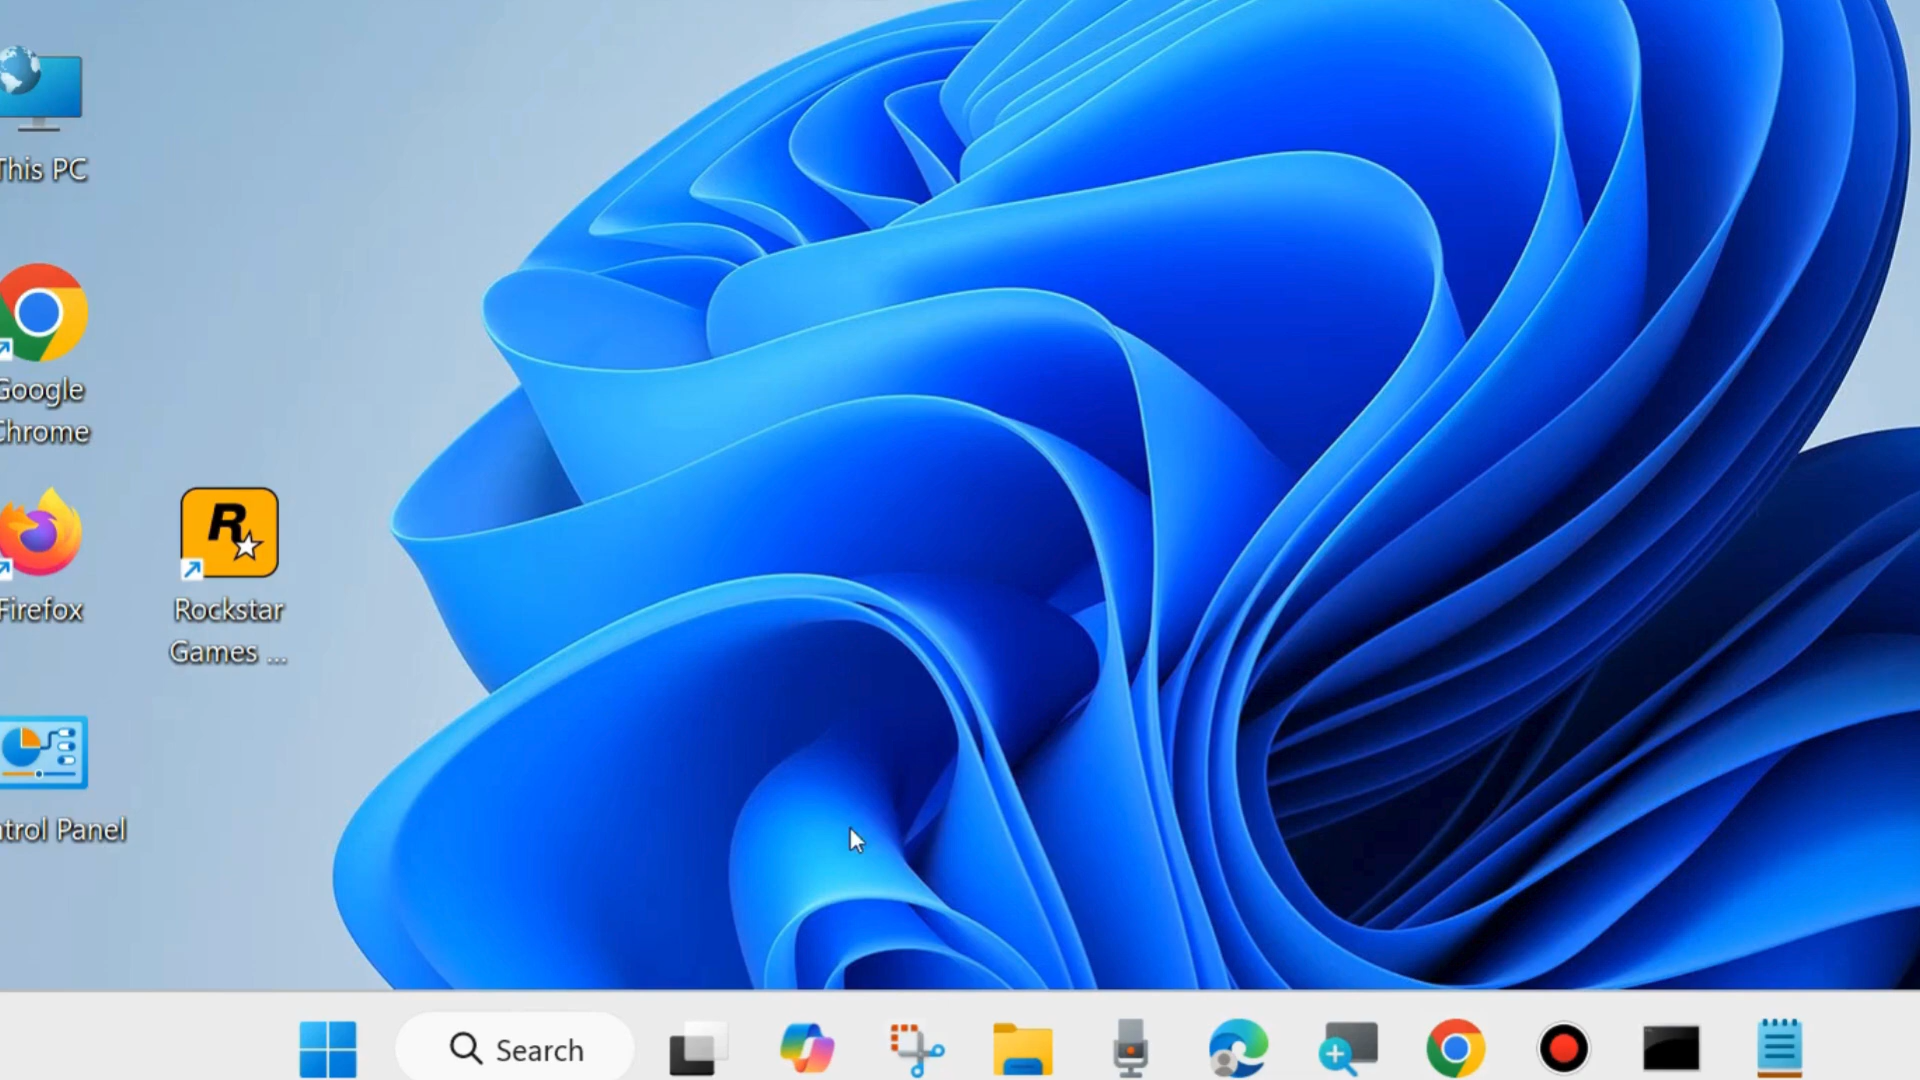 This PC
Google
Chrome
Firefox
R
Rockstar
Games ...
ntrol Panel
Search